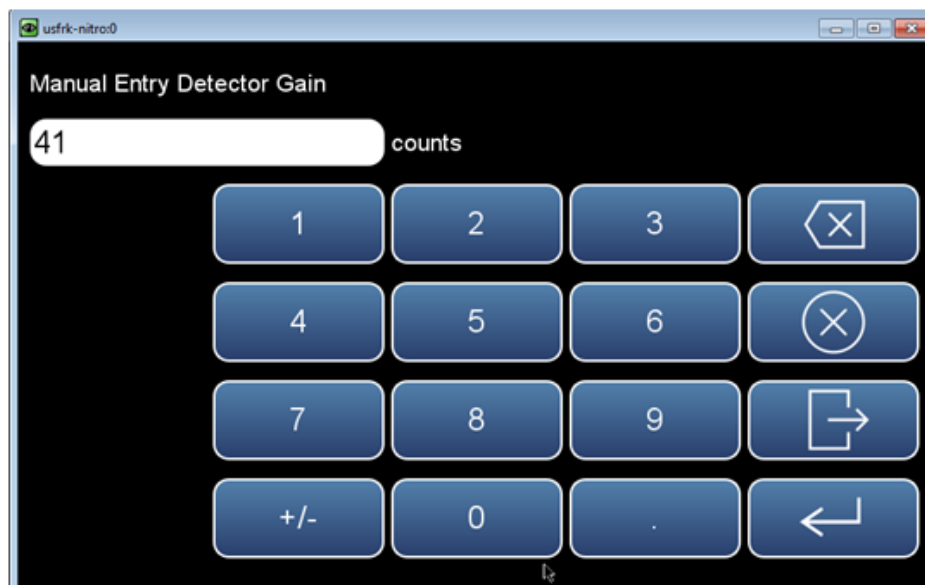 usfrk-nitro:0
Manual Entry Detector Gain
41 counts
1 2 3
4 5 6
7 8 9
+/- 0 .